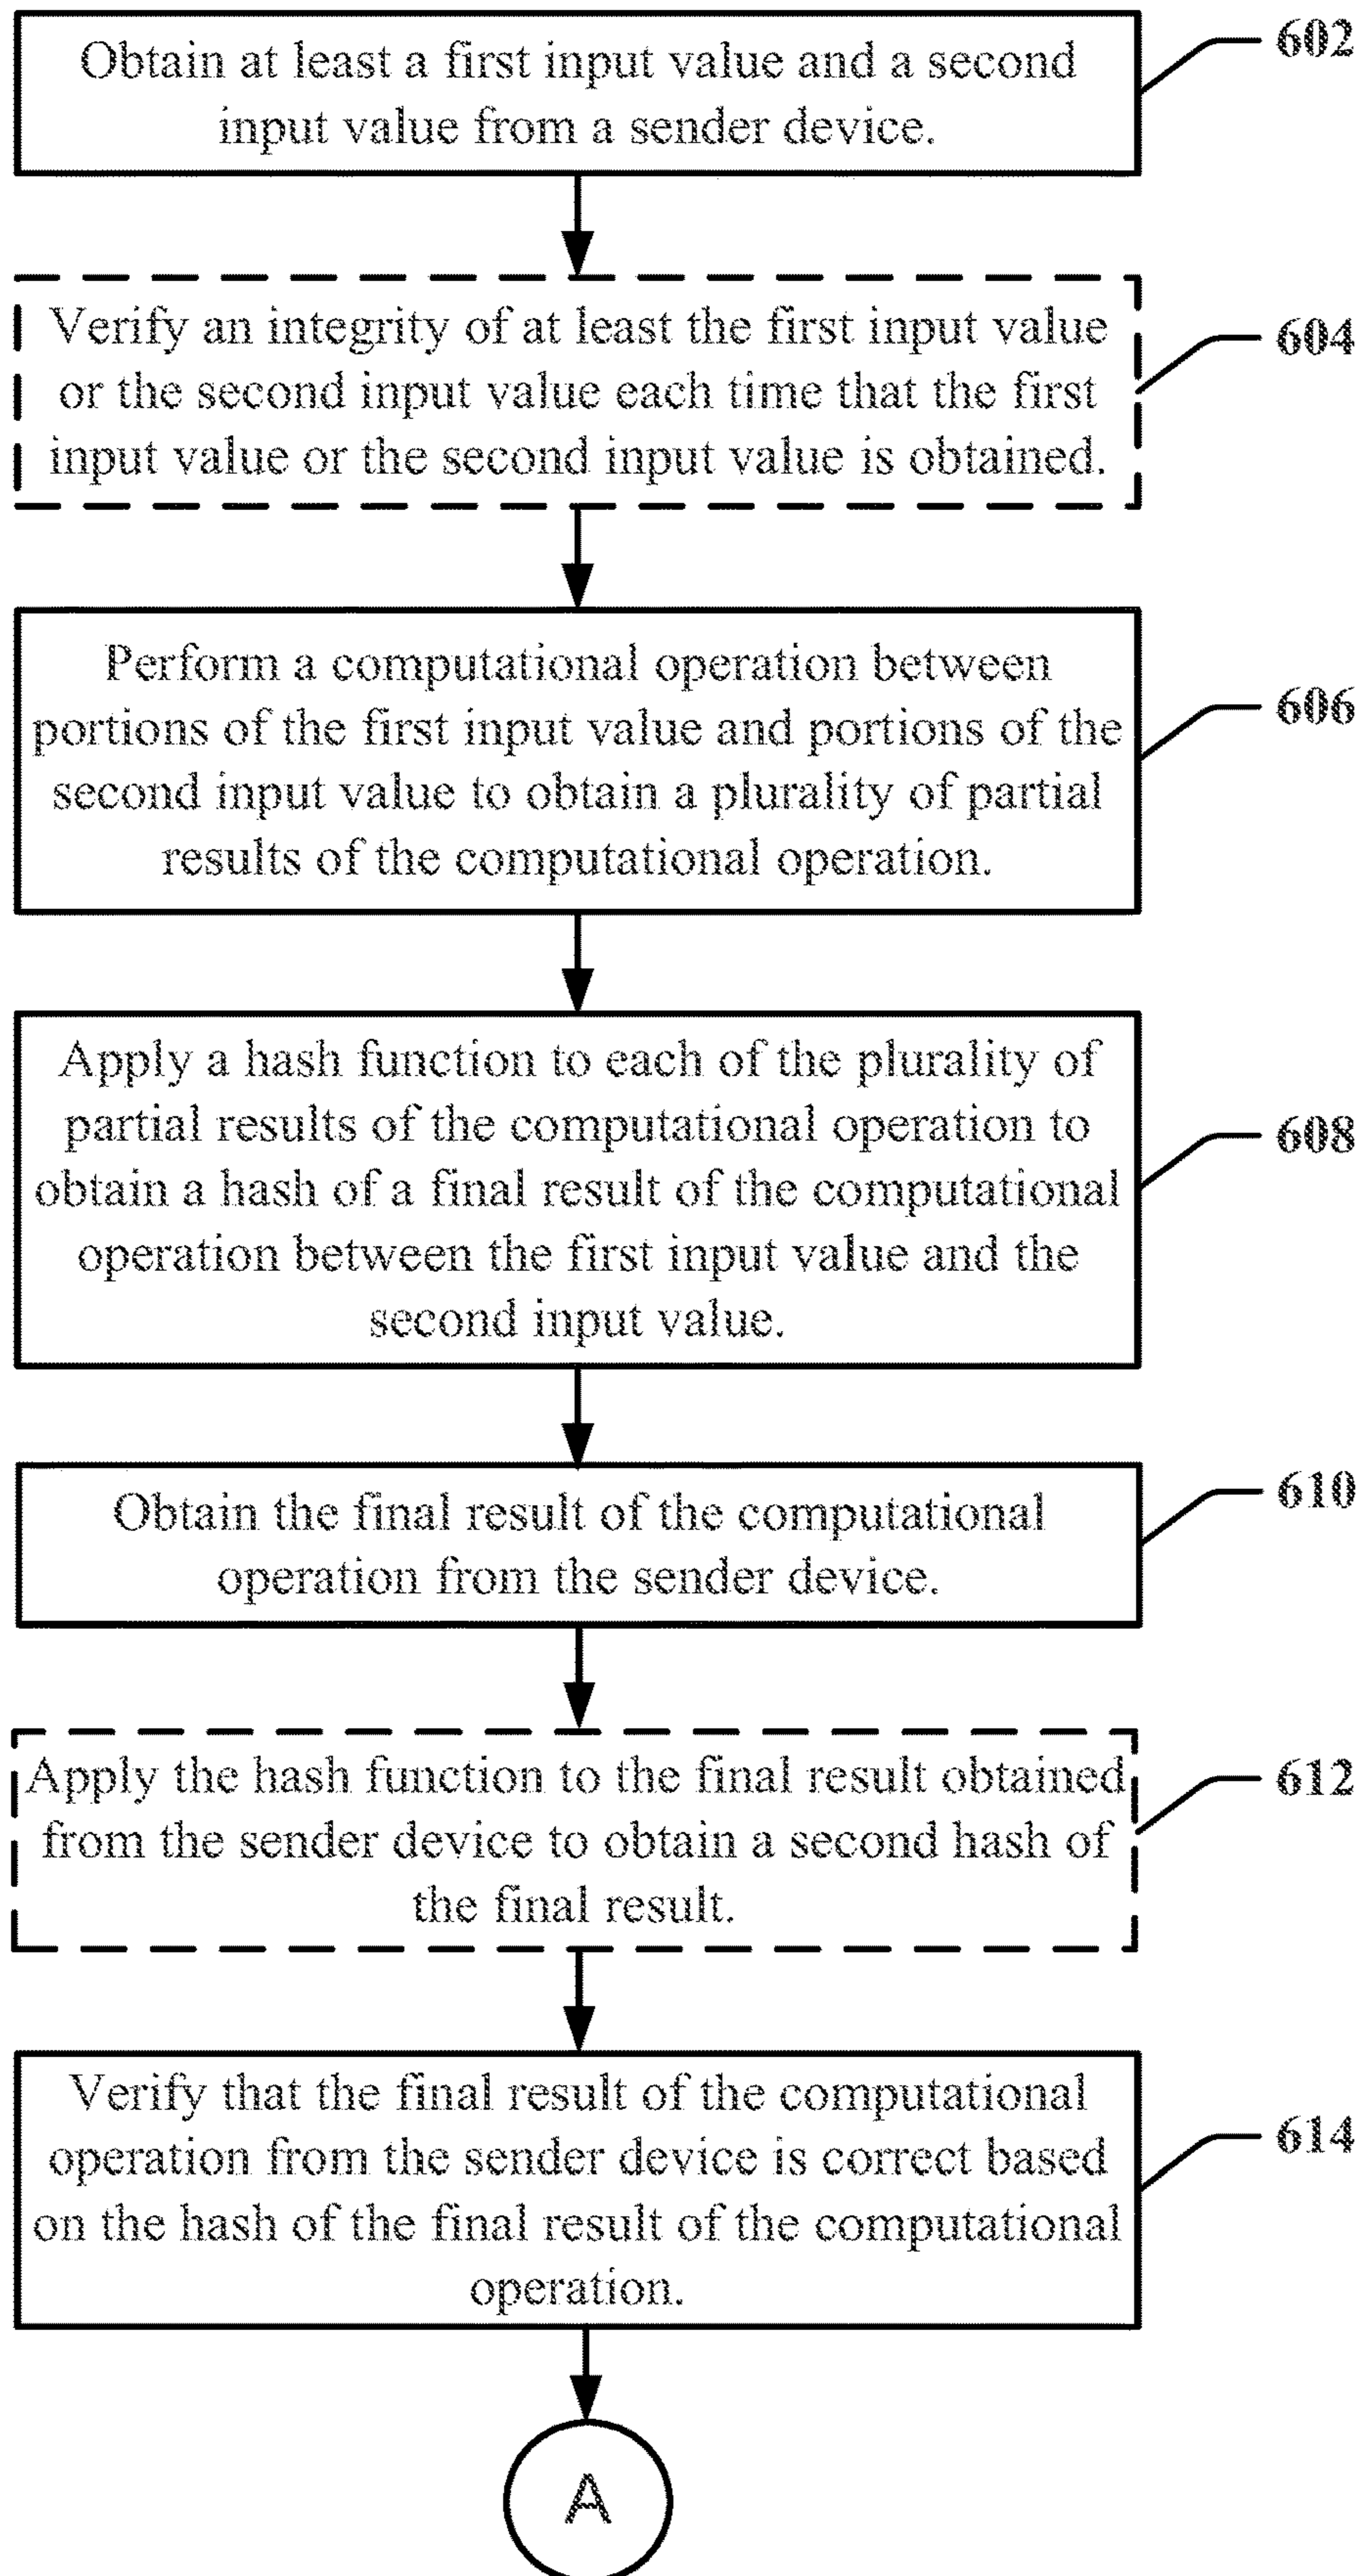 Obtain at least a first input value and a second
input value from a sender device.
602
Verify an integrity of at least the first input value
or the second input value each time that the first
input value or the second input value is obtained.
604
Perform a computational operation between
portions of the first input value and portions of the
second input value to obtain a plurality of partial
results of the computational operation.
606
Apply a hash function to each of the plurality of
partial results of the computational operation to
obtain a hash of a final result of the computational
operation between the first input value and the
second input value.
608
Obtain the final result of the computational
operation from the sender device.
610
Apply the hash function to the final result obtained
from the sender device to obtain a second hash of
the final result.
612
Verify that the final result of the computational
operation from the sender device is correct based
on the hash of the final result of the computational
operation.
614
A